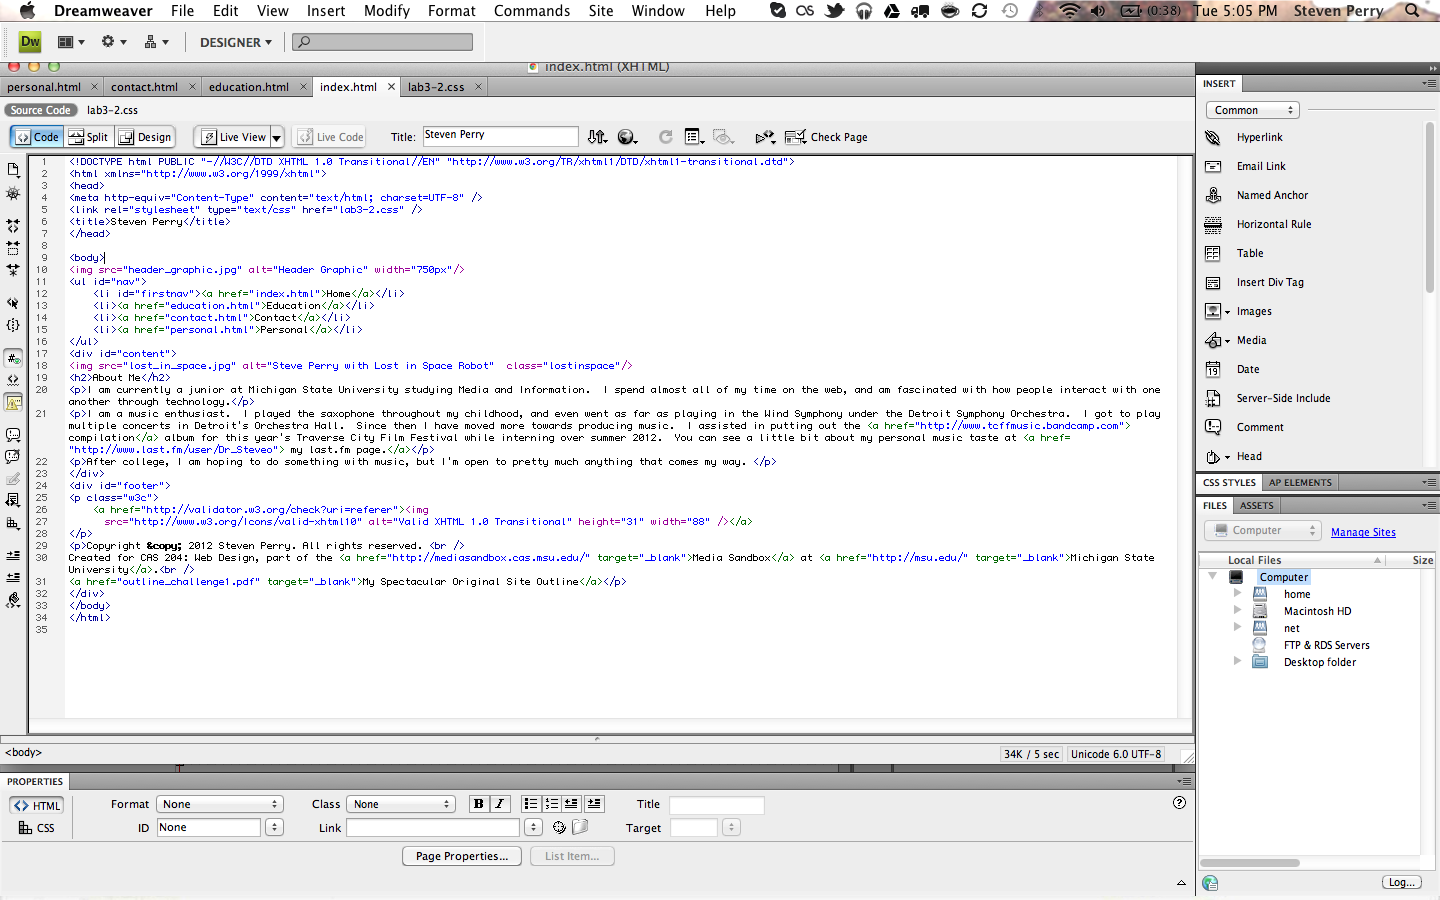 Dreamweaver File Edit View Insert Modify Format Commands Site Window Help (0:38) Tue 5:05 PM Steven Perry
Dw DESIGNER
index.html (XHTML)
personal.html contact.html education.html index.html lab3-2.css
Source Code lab3-2.css
Code Split Design Live View Live Code Title: Steven Perry Check Page
1 <!DOCTYPE html PUBLIC "-//W3C//DTD XHTML 1.0 Transitional//EN" "http://www.w3.org/TR/xhtml1/DTD/xhtml1-transitional.dtd">
2 <html xmlns="http://www.w3.org/1999/xhtml">
3 <head>
4 <meta http-equiv="Content-Type" content="text/html; charset=UTF-8" />
5 <link rel="stylesheet" type="text/css" href="lab3-2.css" />
6 <title>Steven Perry</title>
7 </head>
8
9 <body>
10 <img src="header_graphic.jpg" alt="Header Graphic" width="750px"/>
11 <ul id="nav">
12 <li id="firstnav"><a href="index.html">Home</a></li>
13 <li><a href="education.html">Education</a></li>
14 <li><a href="contact.html">Contact</a></li>
15 <li><a href="personal.html">Personal</a></li>
16 </ul>
17 <div id="content">
18 <img src="lost_in_space.jpg" alt="Steve Perry with Lost in Space Robot"  class="lostinspace"/>
19 <h2>About Me</h2>
20 <p>I am currently a junior at Michigan State University studying Media and Information.  I spend almost all of my time on the web, and am fascinated with how people interact with one
another through technology.</p>
21 <p>I am a music enthusiast.  I played the saxophone throughout my childhood, and even went as far as playing in the Wind Symphony under the Detroit Symphony Orchestra.  I got to play
multiple concerts in Detroit's Orchestra Hall.  Since then I have moved more towards producing music.  I assisted in putting out the <a href="http://www.tcffmusic.bandcamp.com">
compilation</a> album for this year's Traverse City Film Festival while interning over summer 2012.  You can see a little bit about my personal music taste at <a href=
"http://www.last.fm/user/Dr_Steveo"> my last.fm page.</a></p>
22 <p>After college, I am hoping to do something with music, but I'm open to pretty much anything that comes my way. </p>
23 </div>
24 <div id="footer">
25 <p class="w3c">
26 <a href="http://validator.w3.org/check?uri=referer"><img
27 src="http://www.w3.org/Icons/valid-xhtml10" alt="Valid XHTML 1.0 Transitional" height="31" width="88" /></a>
28 </p>
29 <p>Copyright &copy; 2012 Steven Perry. All rights reserved. <br />
30 Created for CAS 204: Web Design, part of the <a href="http://mediasandbox.cas.msu.edu/" target="_blank">Media Sandbox</a> at <a href="http://msu.edu/" target="_blank">Michigan State
University</a>.<br />
31 <a href="outline_challenge1.pdf" target="_blank">My Spectacular Original Site Outline</a></p>
32 </div>
33 </body>
34 </html>
35
<body> 34K / 5 sec Unicode 6.0 UTF-8
PROPERTIES
HTML Format None Class None B I Title
CSS ID None Link Target
Page Properties... List Item...
INSERT
Common
Hyperlink
Email Link
Named Anchor
Horizontal Rule
Table
Insert Div Tag
Images
Media
19 Date
Server-Side Include
Comment
Head
CSS STYLES AP ELEMENTS
FILES ASSETS
Computer Manage Sites
Local Files Size
Computer
home
Macintosh HD
net
FTP & RDS Servers
Desktop folder
Log...